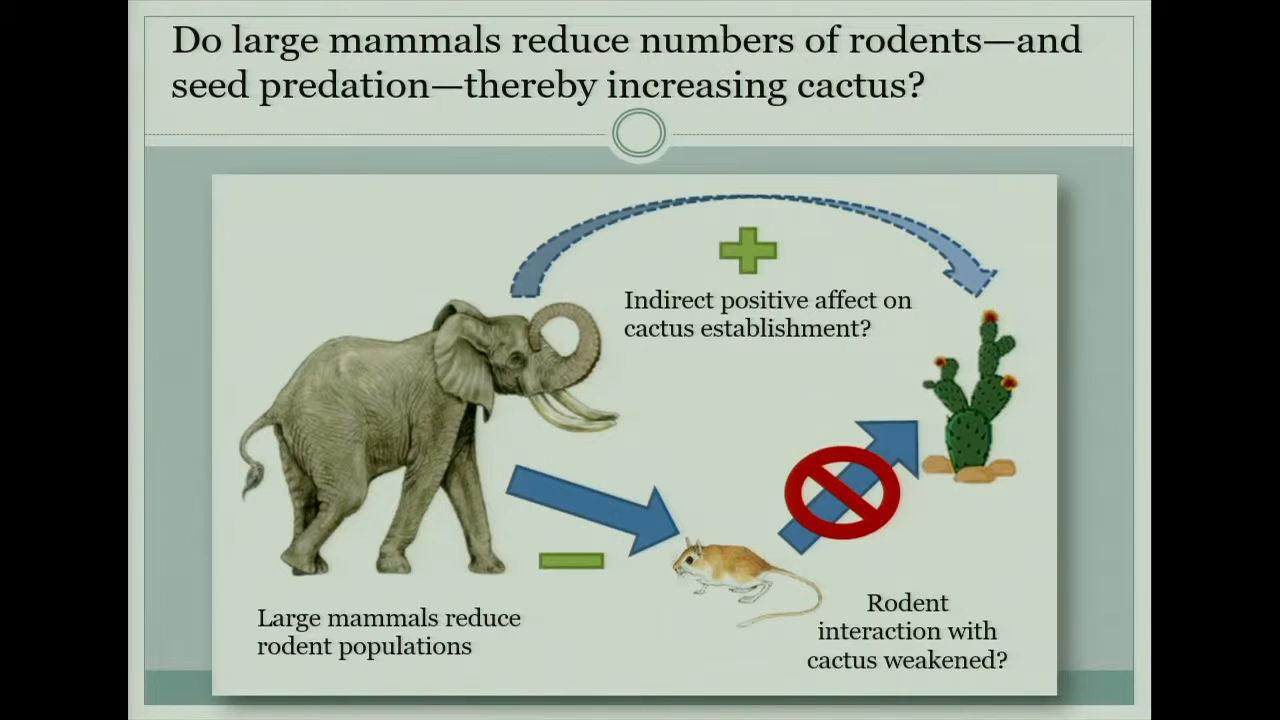 Do large mammals reduce numbers of rodents—and
seed predation—thereby increasing cactus?
Indirect positive affect on
cactus establishment?
Large mammals reduce
rodent populations
Rodent
interaction with
cactus weakened?